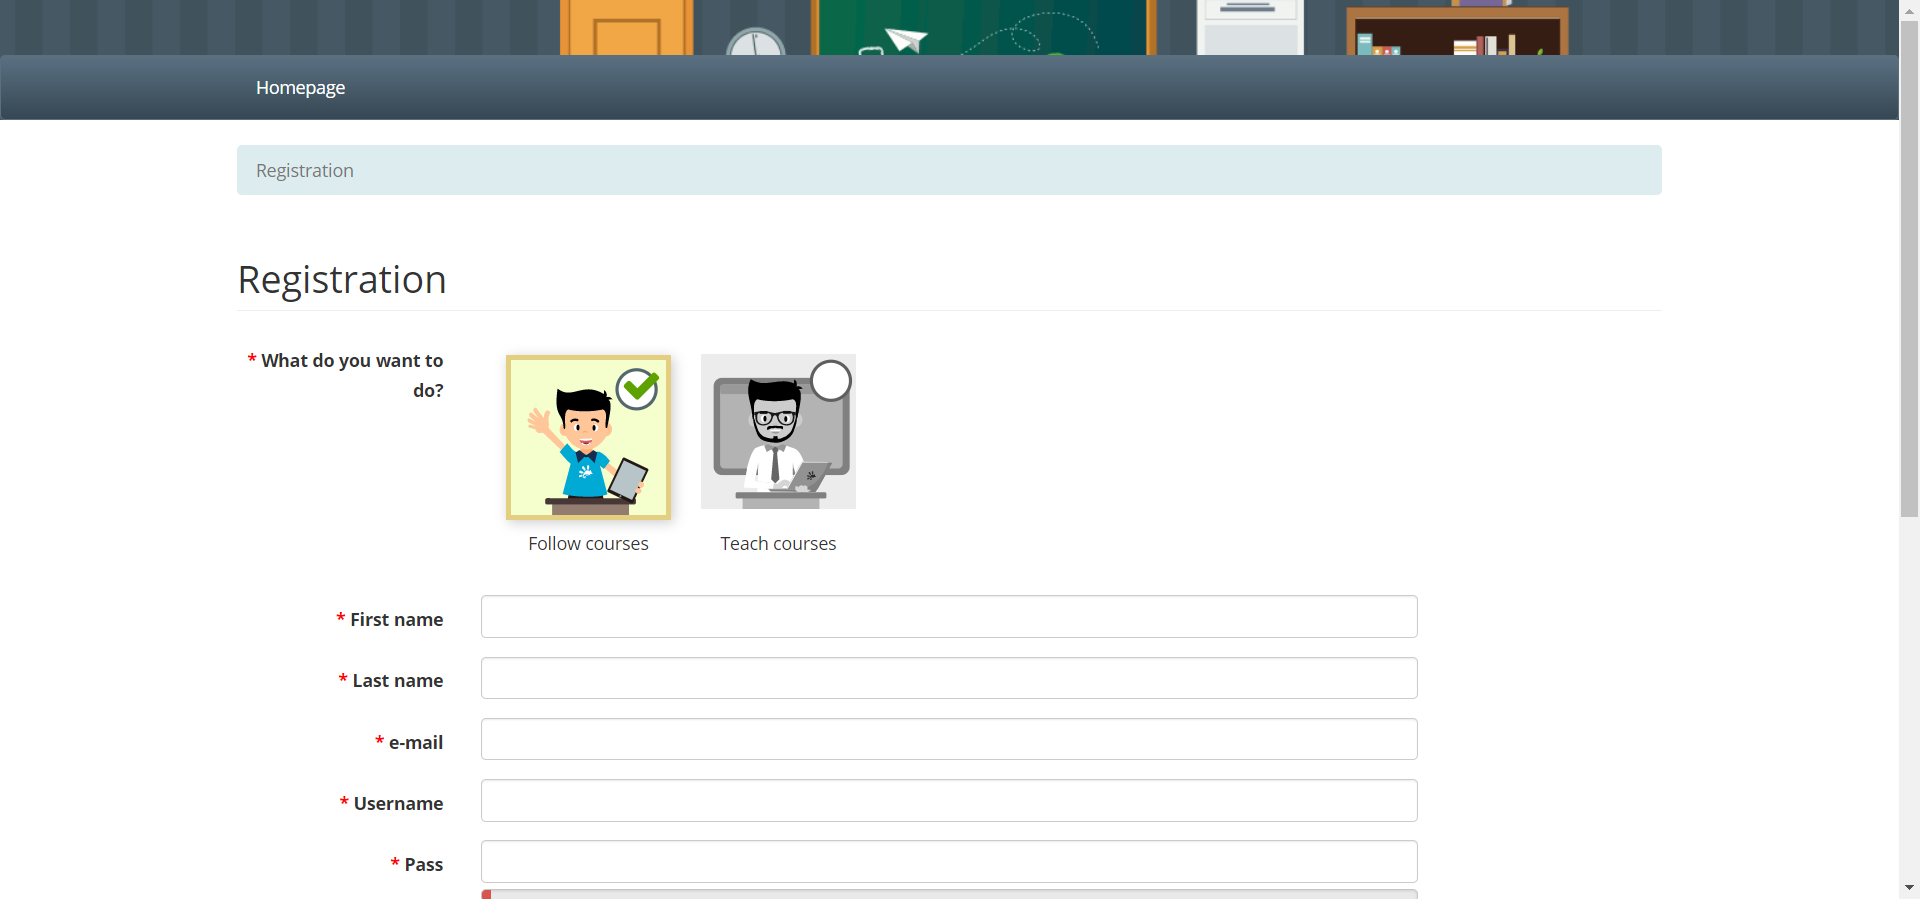 Homepage
Registration
Registration
* What do you want to
do?
Follow courses
Teach courses
* First name
* Last name
* e-mail
* Username
* Pass